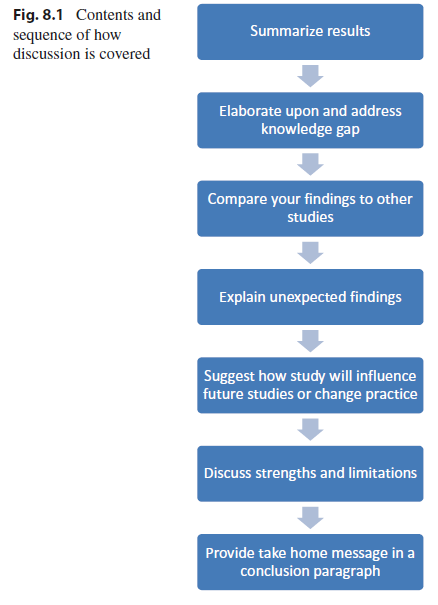 Fig. 8.1 Contents and
sequence of how
discussion is covered
Summarize results
Elaborate upon and address
knowledge gap
Compare your findings to other
studies
Explain unexpected findings
Suggest how study will influence
future studies or change practice
Discuss strengths and limitations
Provide take home message in a
conclusion paragraph